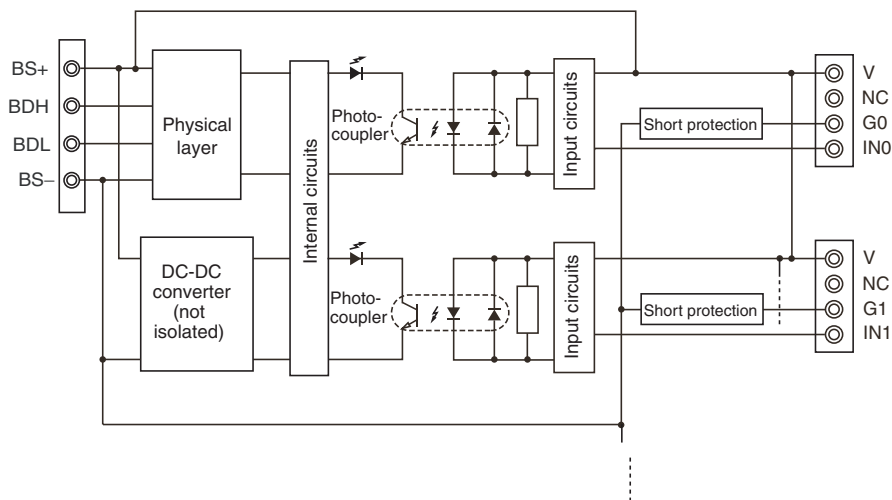 BS+
BDH
BDL
BS–
Physical
layer
DC-DC
converter
(not
isolated)
Internal circuits
Photo-
coupler
Input circuits
Short protection
V
NC
G0
IN0
Photo-
coupler
Input circuits
Short protection
V
NC
G1
IN1